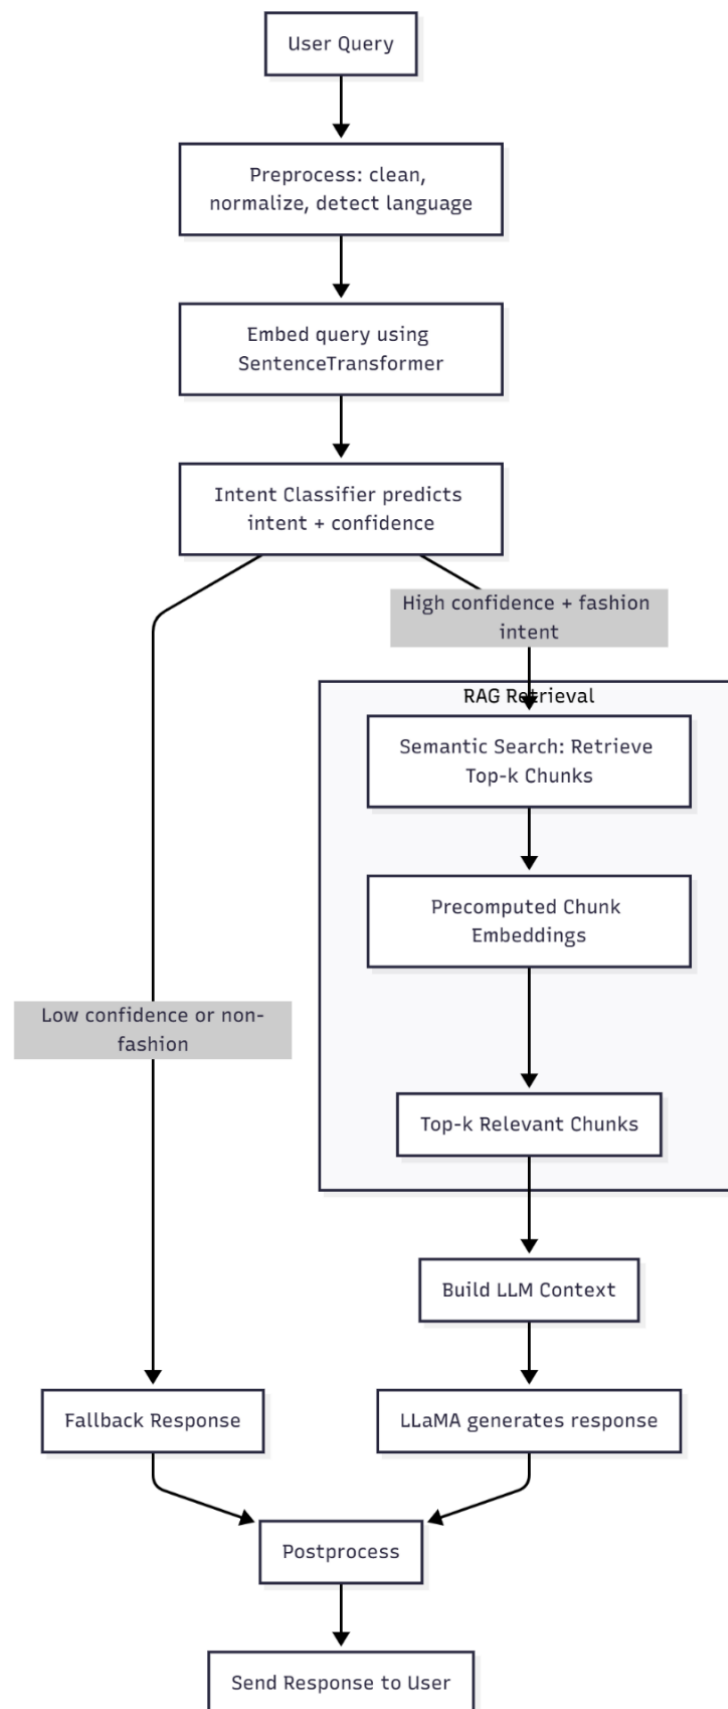 User Query
Preprocess: clean,
normalize, detect language
Embed query using
SentenceTransformer
Intent Classifier predicts
intent + confidence
High confidence + fashion
intent
RAG Retrieval
Semantic Search: Retrieve
Top-k Chunks
Precomputed Chunk
Embeddings
Low confidence or non-
fashion
Top-k Relevant Chunks
Build LLM Context
Fallback Response
LLaMA generates response
Postprocess
Send Response to User